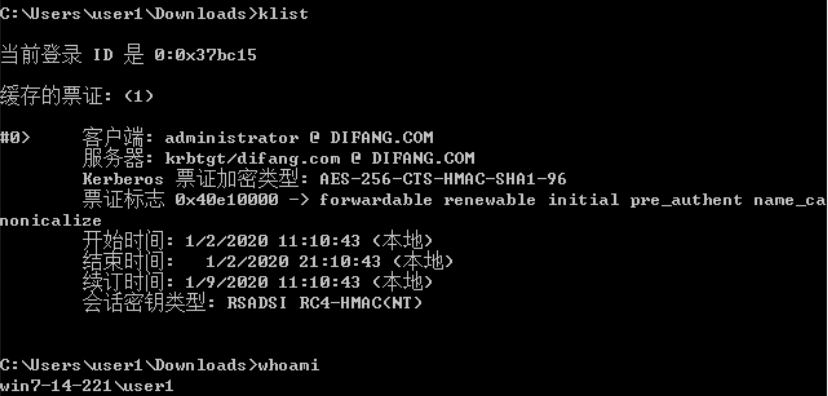 C:\Users\user1\Downloads>klist
当前登录 ID 是 0:0x37bc15
缓存的票证: (1)
#0>     客户端: administrator @ DIFANG.COM
        服务器: krbtgt/difang.com @ DIFANG.COM
        Kerberos 票证加密类型: AES-256-CTS-HMAC-SHA1-96
        票证标志 0x40e10000 -> forwardable renewable initial pre_authent name_ca
nonicalize
        开始时间: 1/2/2020 11:10:43 (本地)
        结束时间:   1/2/2020 21:10:43 (本地)
        续订时间: 1/9/2020 11:10:43 (本地)
        会话密钥类型: RSADSI RC4-HMAC(NT)
C:\Users\user1\Downloads>whoami
win7-14-221\user1